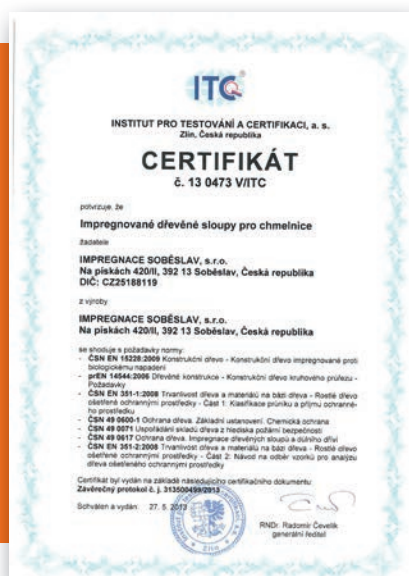 ITC
INSTITUT PRO TESTOVÁNÍ A CERTIFIKACI, a. s.
Zlín, Česká republika
CERTIFIKÁT
č. 13 0473 V/ITC
potvrzuje, že
Impregnované dřevěné sloupy pro chmelnice
žadatele
IMPREGNACE SOBĚSLAV, s.r.o.
Na pískách 420/II, 392 13 Soběslav, Česká republika
DIČ: CZ25188119
z výroby
IMPREGNACE SOBĚSLAV, s.r.o.
Na pískách 420/II, 392 13 Soběslav, Česká republika
se shoduje s požadavky normy:
- ČSN EN 15228:2009 Konstrukční dřevo - Konstrukční dřevo impregnované proti
biologickému napadení
- prEN 14544:2006 Dřevěné konstrukce - Konstrukční dřevo kruhového průřezu -
Požadavky
- ČSN EN 351-1:2008 Trvanlivost dřeva a materiálů na bázi dřeva - Rostlé dřevo
ošetřené ochrannými prostředky - Část 1: Klasifikace průniku a příjmu ochranné-
ho prostředku
- ČSN 49 0600-1 Ochrana dřeva. Základní ustanovení. Chemická ochrana
- ČSN 49 0071 Uspořádání skladů dřeva z hlediska požární bezpečnosti
- ČSN 49 0617 Ochrana dřeva. Impregnace dřevěných sloupů a důlního dříví
- ČSN EN 351-2:2008 Trvanlivost dřeva a materiálů na bázi dřeva - Rostlé dřevo
ošetřené ochrannými prostředky - Část 2: Návod na odběr vzorků pro analýzu
dřeva ošetřeného ochrannými prostředky
Certifikát byl vydán na základě následujícího certifikačního dokumentu:
Závěrečný protokol č. j. 313500499/2013
Schválen a vydán: 27. 5. 2013
RNDr. Radomír Čevelík
generální ředitel